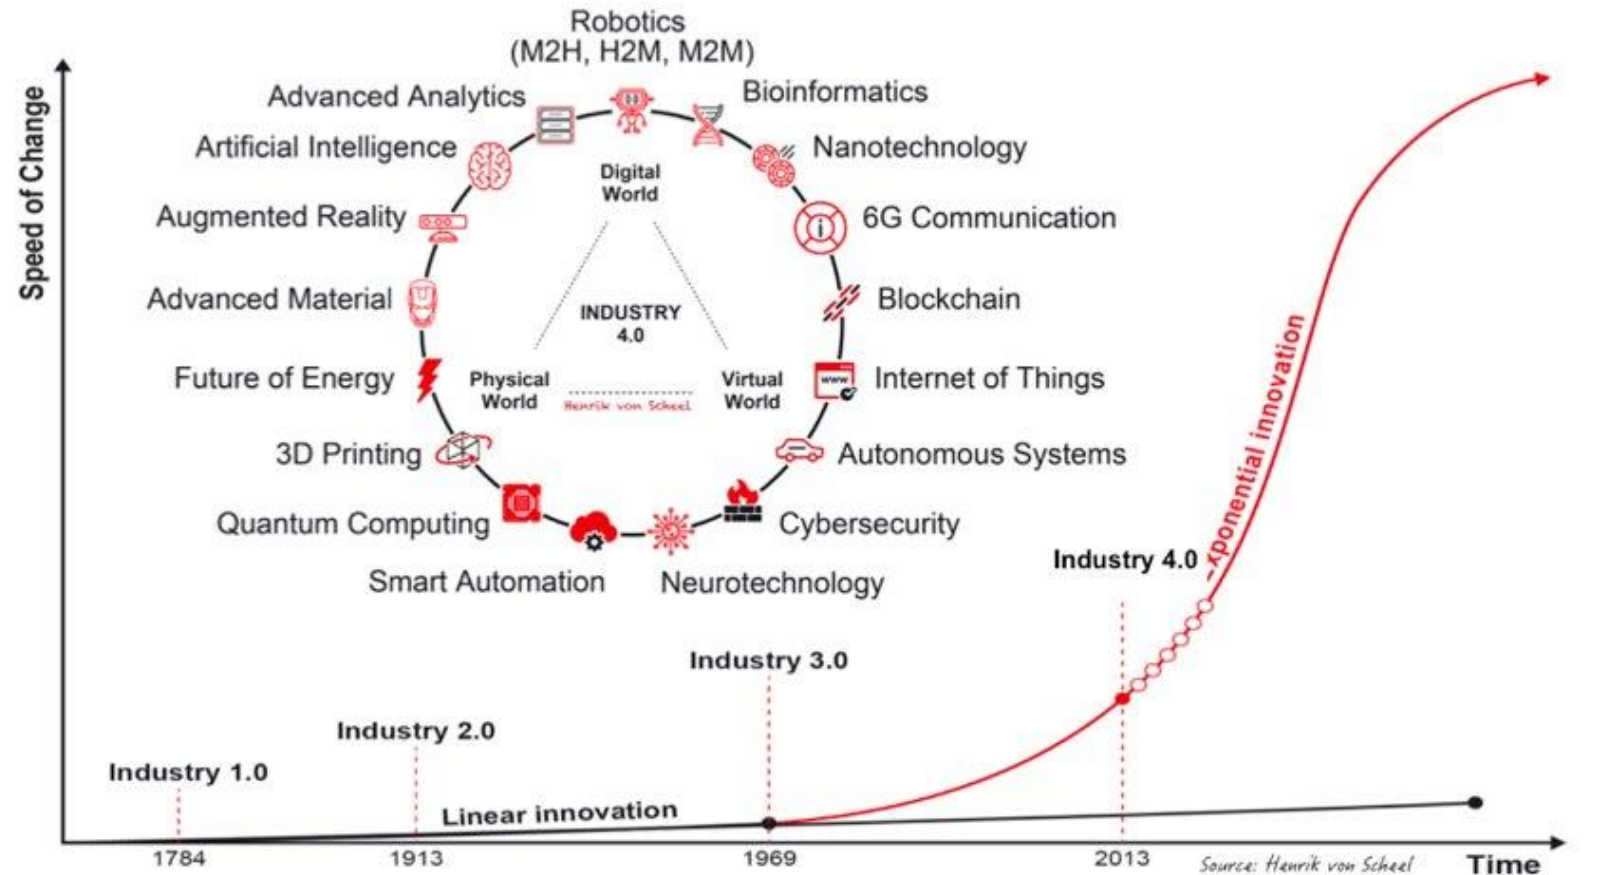 Robotics
(M2H, H2M, M2M)
Advanced Analytics
Bioinformatics
Artificial Intelligence
Nanotechnology
Augmented Reality
6G Communication
Advanced Material
Blockchain
Future of Energy
Internet of Things
3D Printing
Autonomous Systems
Quantum Computing
Cybersecurity
Smart Automation
Neurotechnology
Digital
World
INDUSTRY
4.0
Physical
World
Virtual
World
Henrik von Scheel
www
i
Speed of Change
Industry 1.0
Industry 2.0
Industry 3.0
Industry 4.0
Linear innovation
xponential innovation
1784
1913
1969
2013
Source: Henrik von Scheel
Time